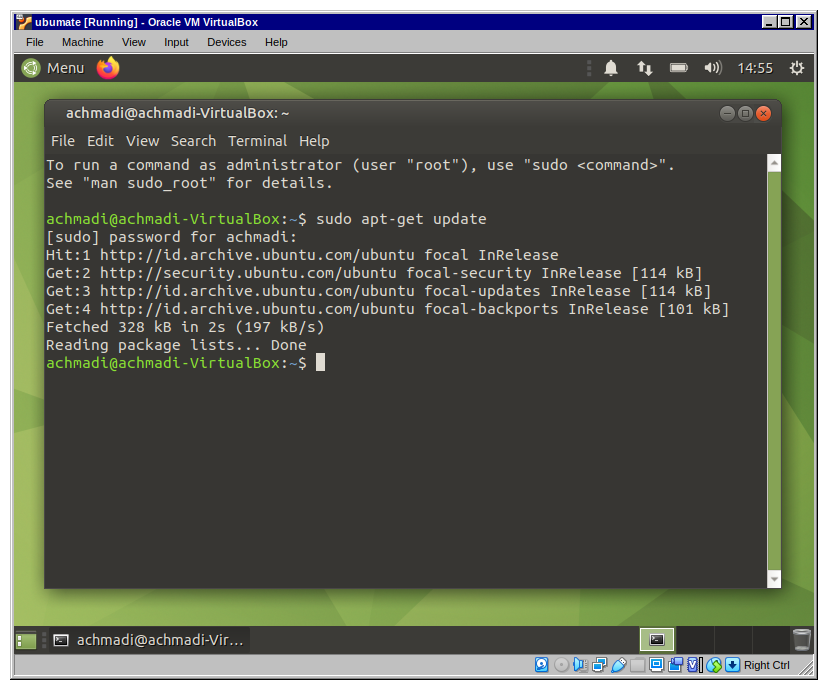 ubumate [Running] - Oracle VM VirtualBox
File Machine View Input Devices Help
Menu 14:55
achmadi@achmadi-VirtualBox: ~
File Edit View Search Terminal Help
To run a command as administrator (user "root"), use "sudo <command>".
See "man sudo_root" for details.
achmadi@achmadi-VirtualBox:~$ sudo apt-get update
[sudo] password for achmadi:
Hit:1 http://id.archive.ubuntu.com/ubuntu focal InRelease
Get:2 http://security.ubuntu.com/ubuntu focal-security InRelease [114 kB]
Get:3 http://id.archive.ubuntu.com/ubuntu focal-updates InRelease [114 kB]
Get:4 http://id.archive.ubuntu.com/ubuntu focal-backports InRelease [101 kB]
Fetched 328 kB in 2s (197 kB/s)
Reading package lists... Done
achmadi@achmadi-VirtualBox:~$
achmadi@achmadi-Vir...
Right Ctrl